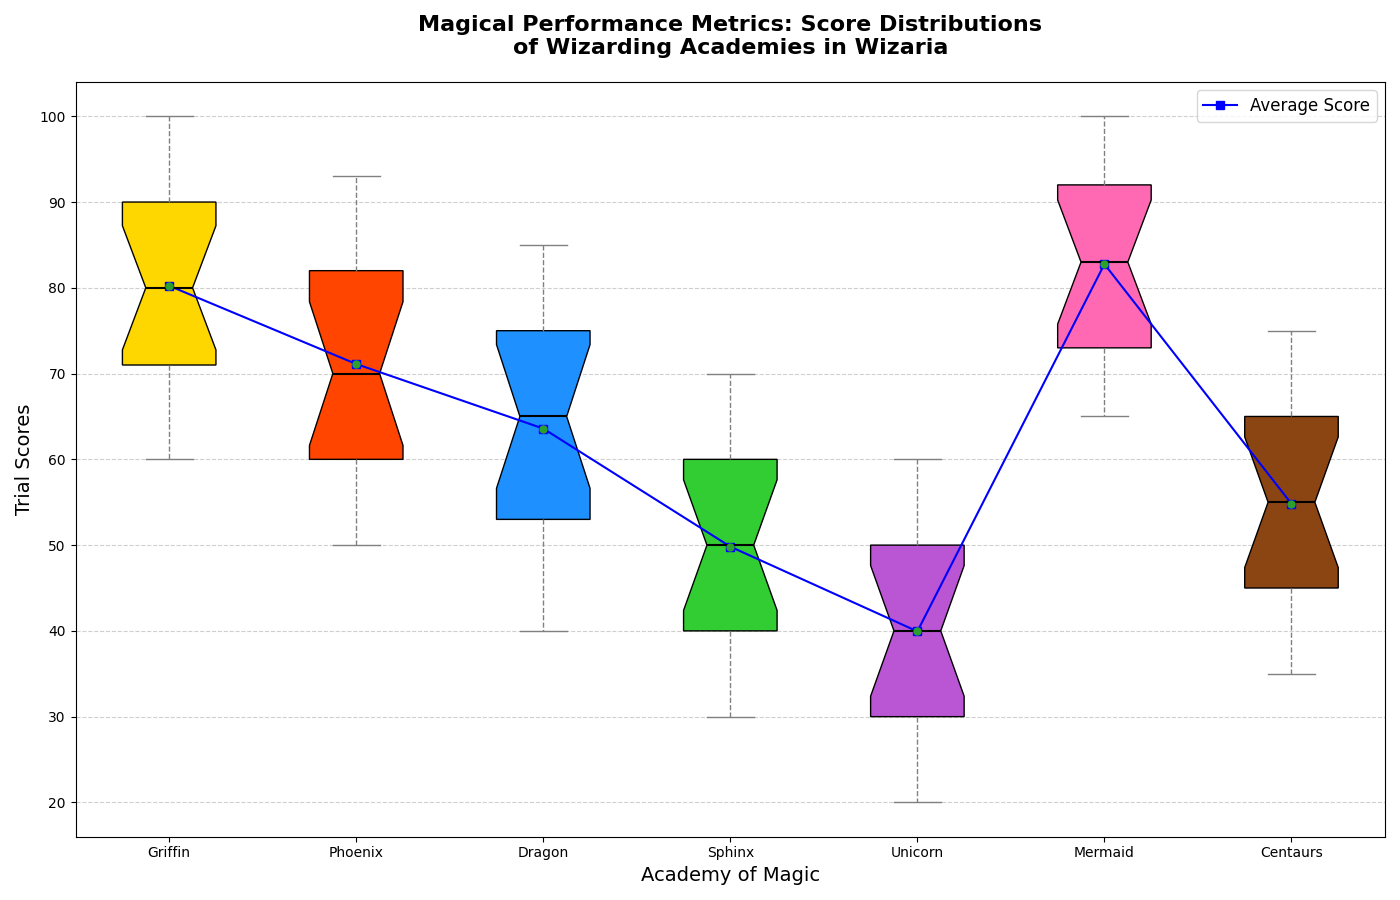 Magical Performance Metrics: Score Distributions
of Wizarding Academies in Wizaria
Average Score
Trial Scores
100
90
80
70
60
50
40
30
20
Griffin
Phoenix
Dragon
Sphinx
Unicorn
Mermaid
Centaurs
Academy of Magic